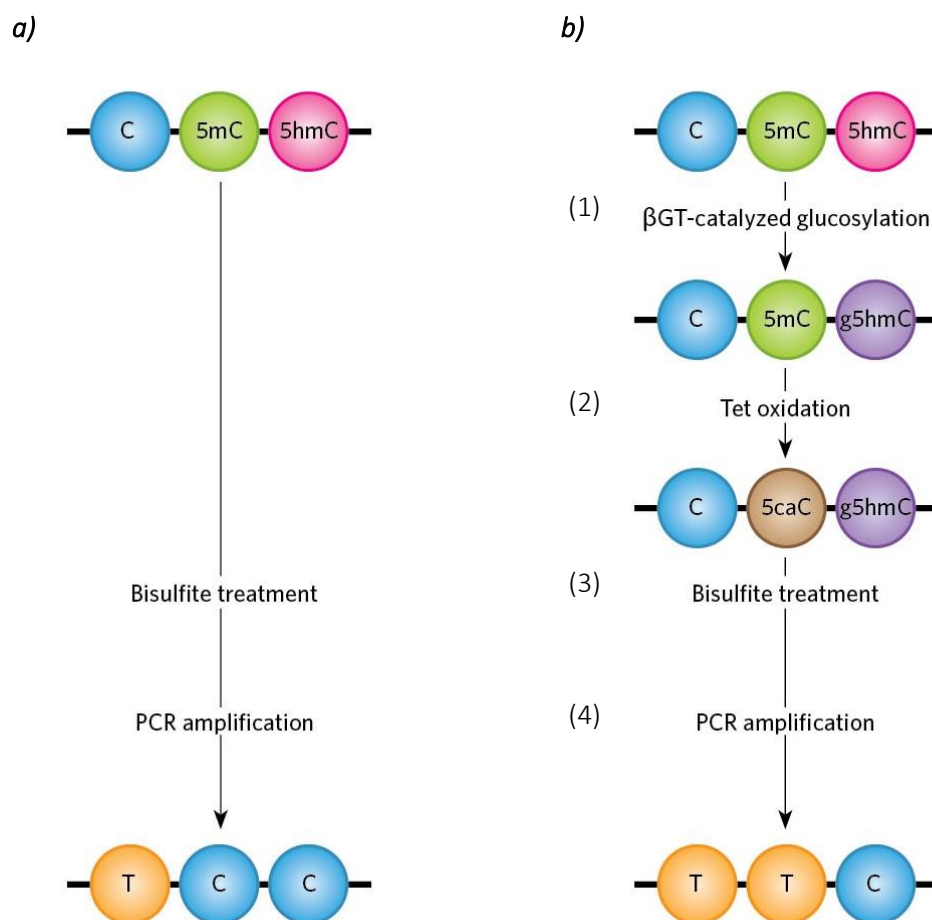 a)
C 5mC 5hmC
Bisulfite treatment
PCR amplification
T C C
b)
C 5mC 5hmC
(1) βGT-catalyzed glucosylation
C 5mC g5hmC
(2) Tet oxidation
C 5caC g5hmC
(3) Bisulfite treatment
(4) PCR amplification
T T C